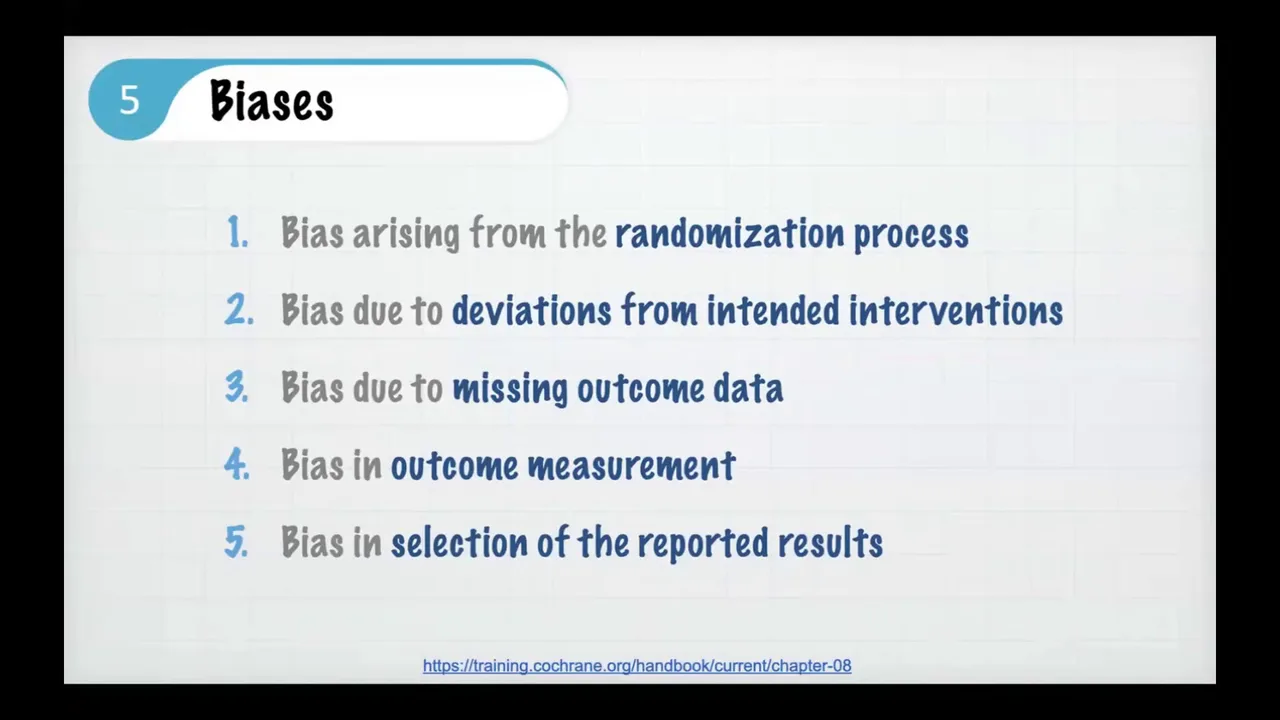 5 Biases
1. Bias arising from the randomization process
2. Bias due to deviations from intended interventions
3. Bias due to missing outcome data
4. Bias in outcome measurement
5. Bias in selection of the reported results
https://training.cochrane.org/handbook/current/chapter-08